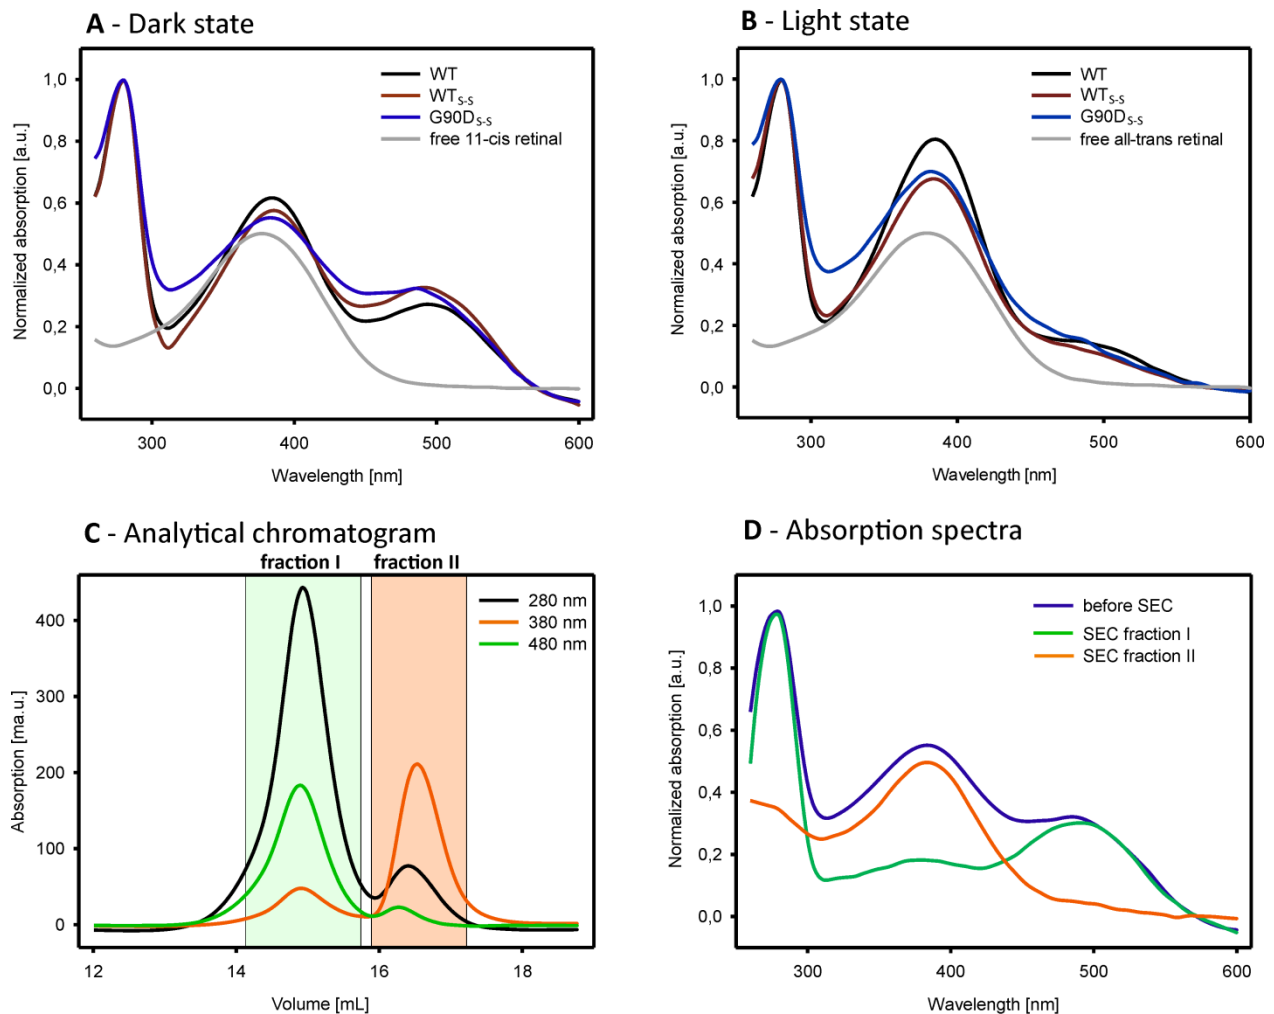 A - Dark state
Normalized absorption [a.u.]
1,0
0,8
0,6
0,4
0,2
0,0
WT
WTS-S
G90DS-S
free 11-cis retinal
300
400
500
600
Wavelength [nm]
B - Light state
Normalized absorption [a.u.]
1,0
0,8
0,6
0,4
0,2
0,0
WT
WTS-S
G90DS-S
free all-trans retinal
300
400
500
600
Wavelength [nm]
C - Analytical chromatogram
fraction I
fraction II
Absorption [ma.u.]
400
300
200
100
0
280 nm
380 nm
480 nm
12
14
16
18
Volume [mL]
D - Absorption spectra
Normalized absorption [a.u.]
1,0
0,8
0,6
0,4
0,2
0,0
before SEC
SEC fraction I
SEC fraction II
300
400
500
600
Wavelength [nm]